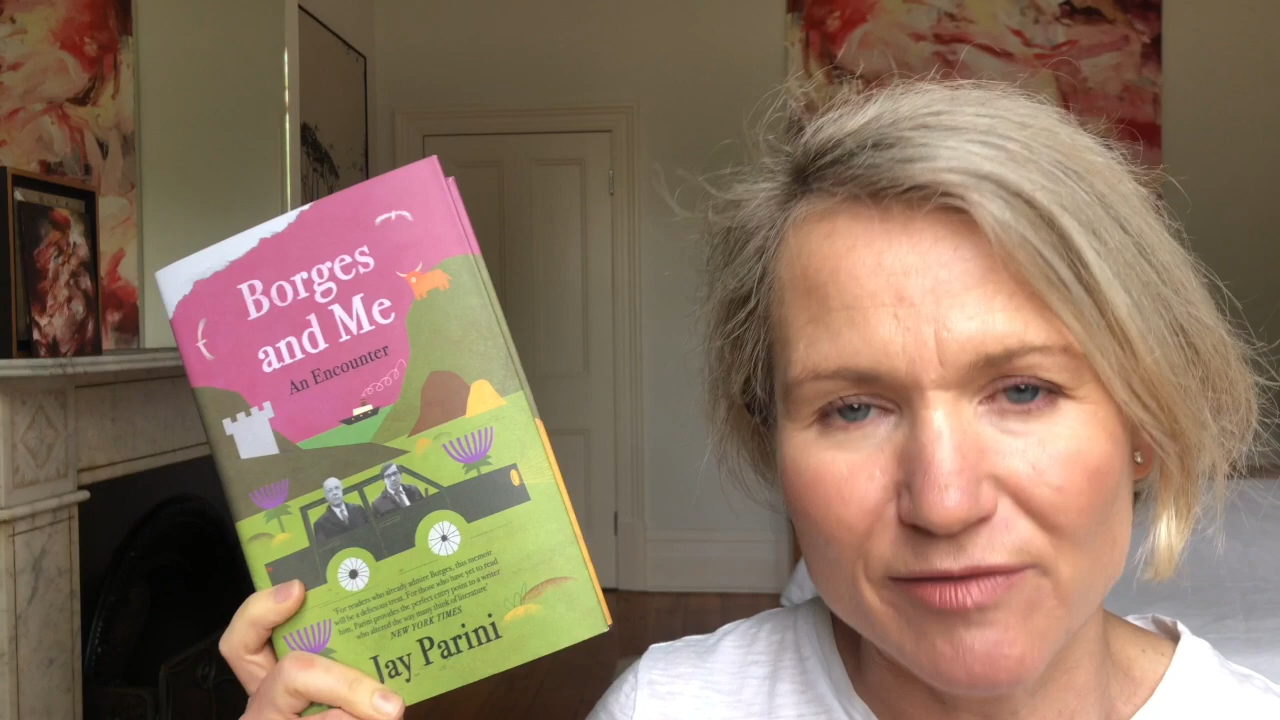 Borges
and Me
An Encounter
'For readers who already admire Borges, this memoir
will be a delicious treat. For those who have yet to read
him, Parini provides the perfect entry point to a writer
who altered the way many think of literature'
NEW YORK TIMES
Jay Parini